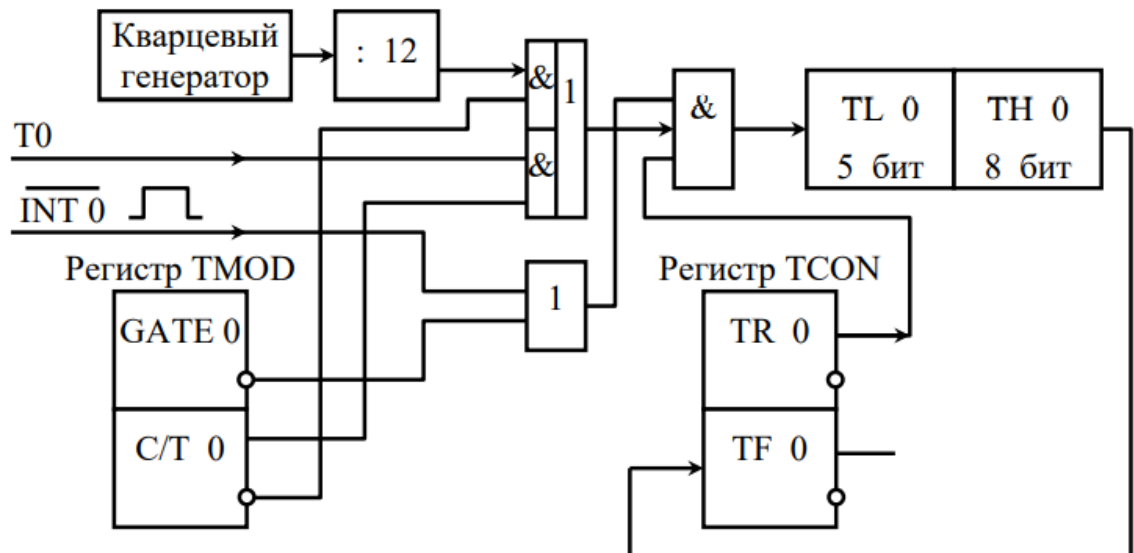 Кварцевый
генератор
: 12
&
1
&
&
TL 0
5 бит
TH 0
8 бит
T0
INT 0
Регистр TMOD
GATE 0
C/T 0
1
Регистр TCON
TR 0
TF 0